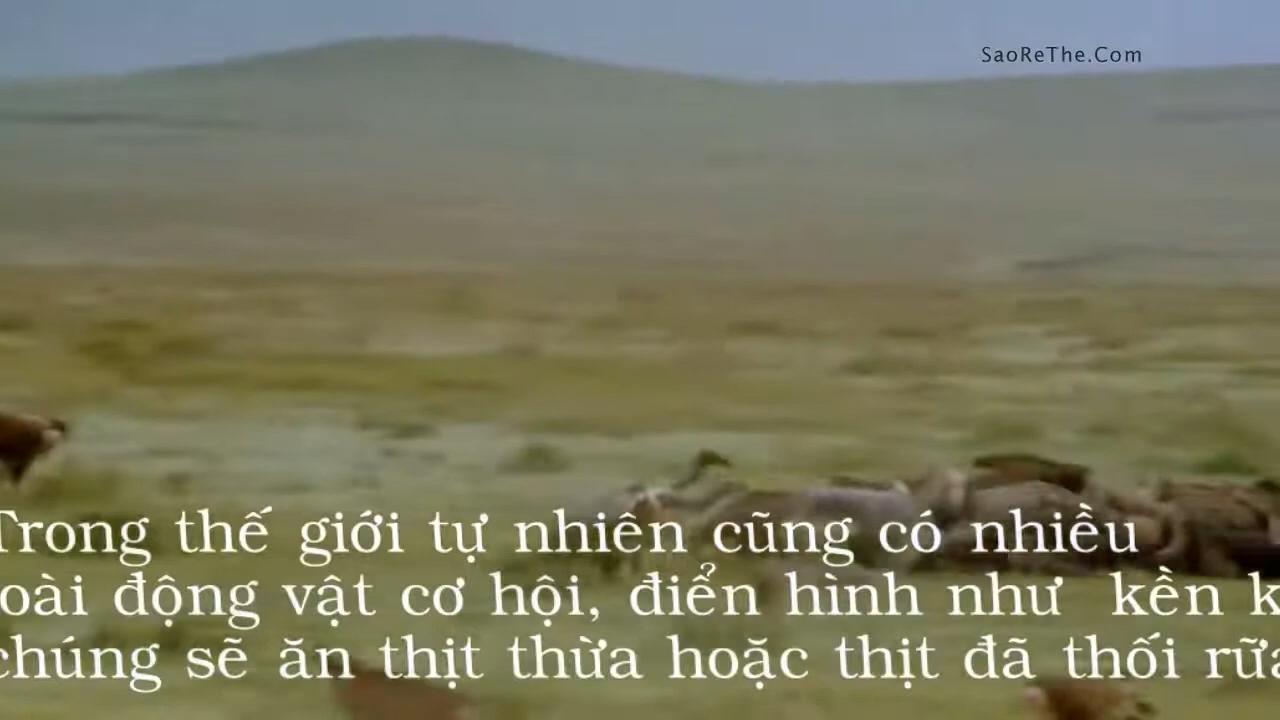 SaoReThe.Com
Trong thế giới tự nhiên cũng có nhiều
động vật cơ hội, điển hình như kền
chúng sẽ ăn thịt thừa hoặc thịt đã thối